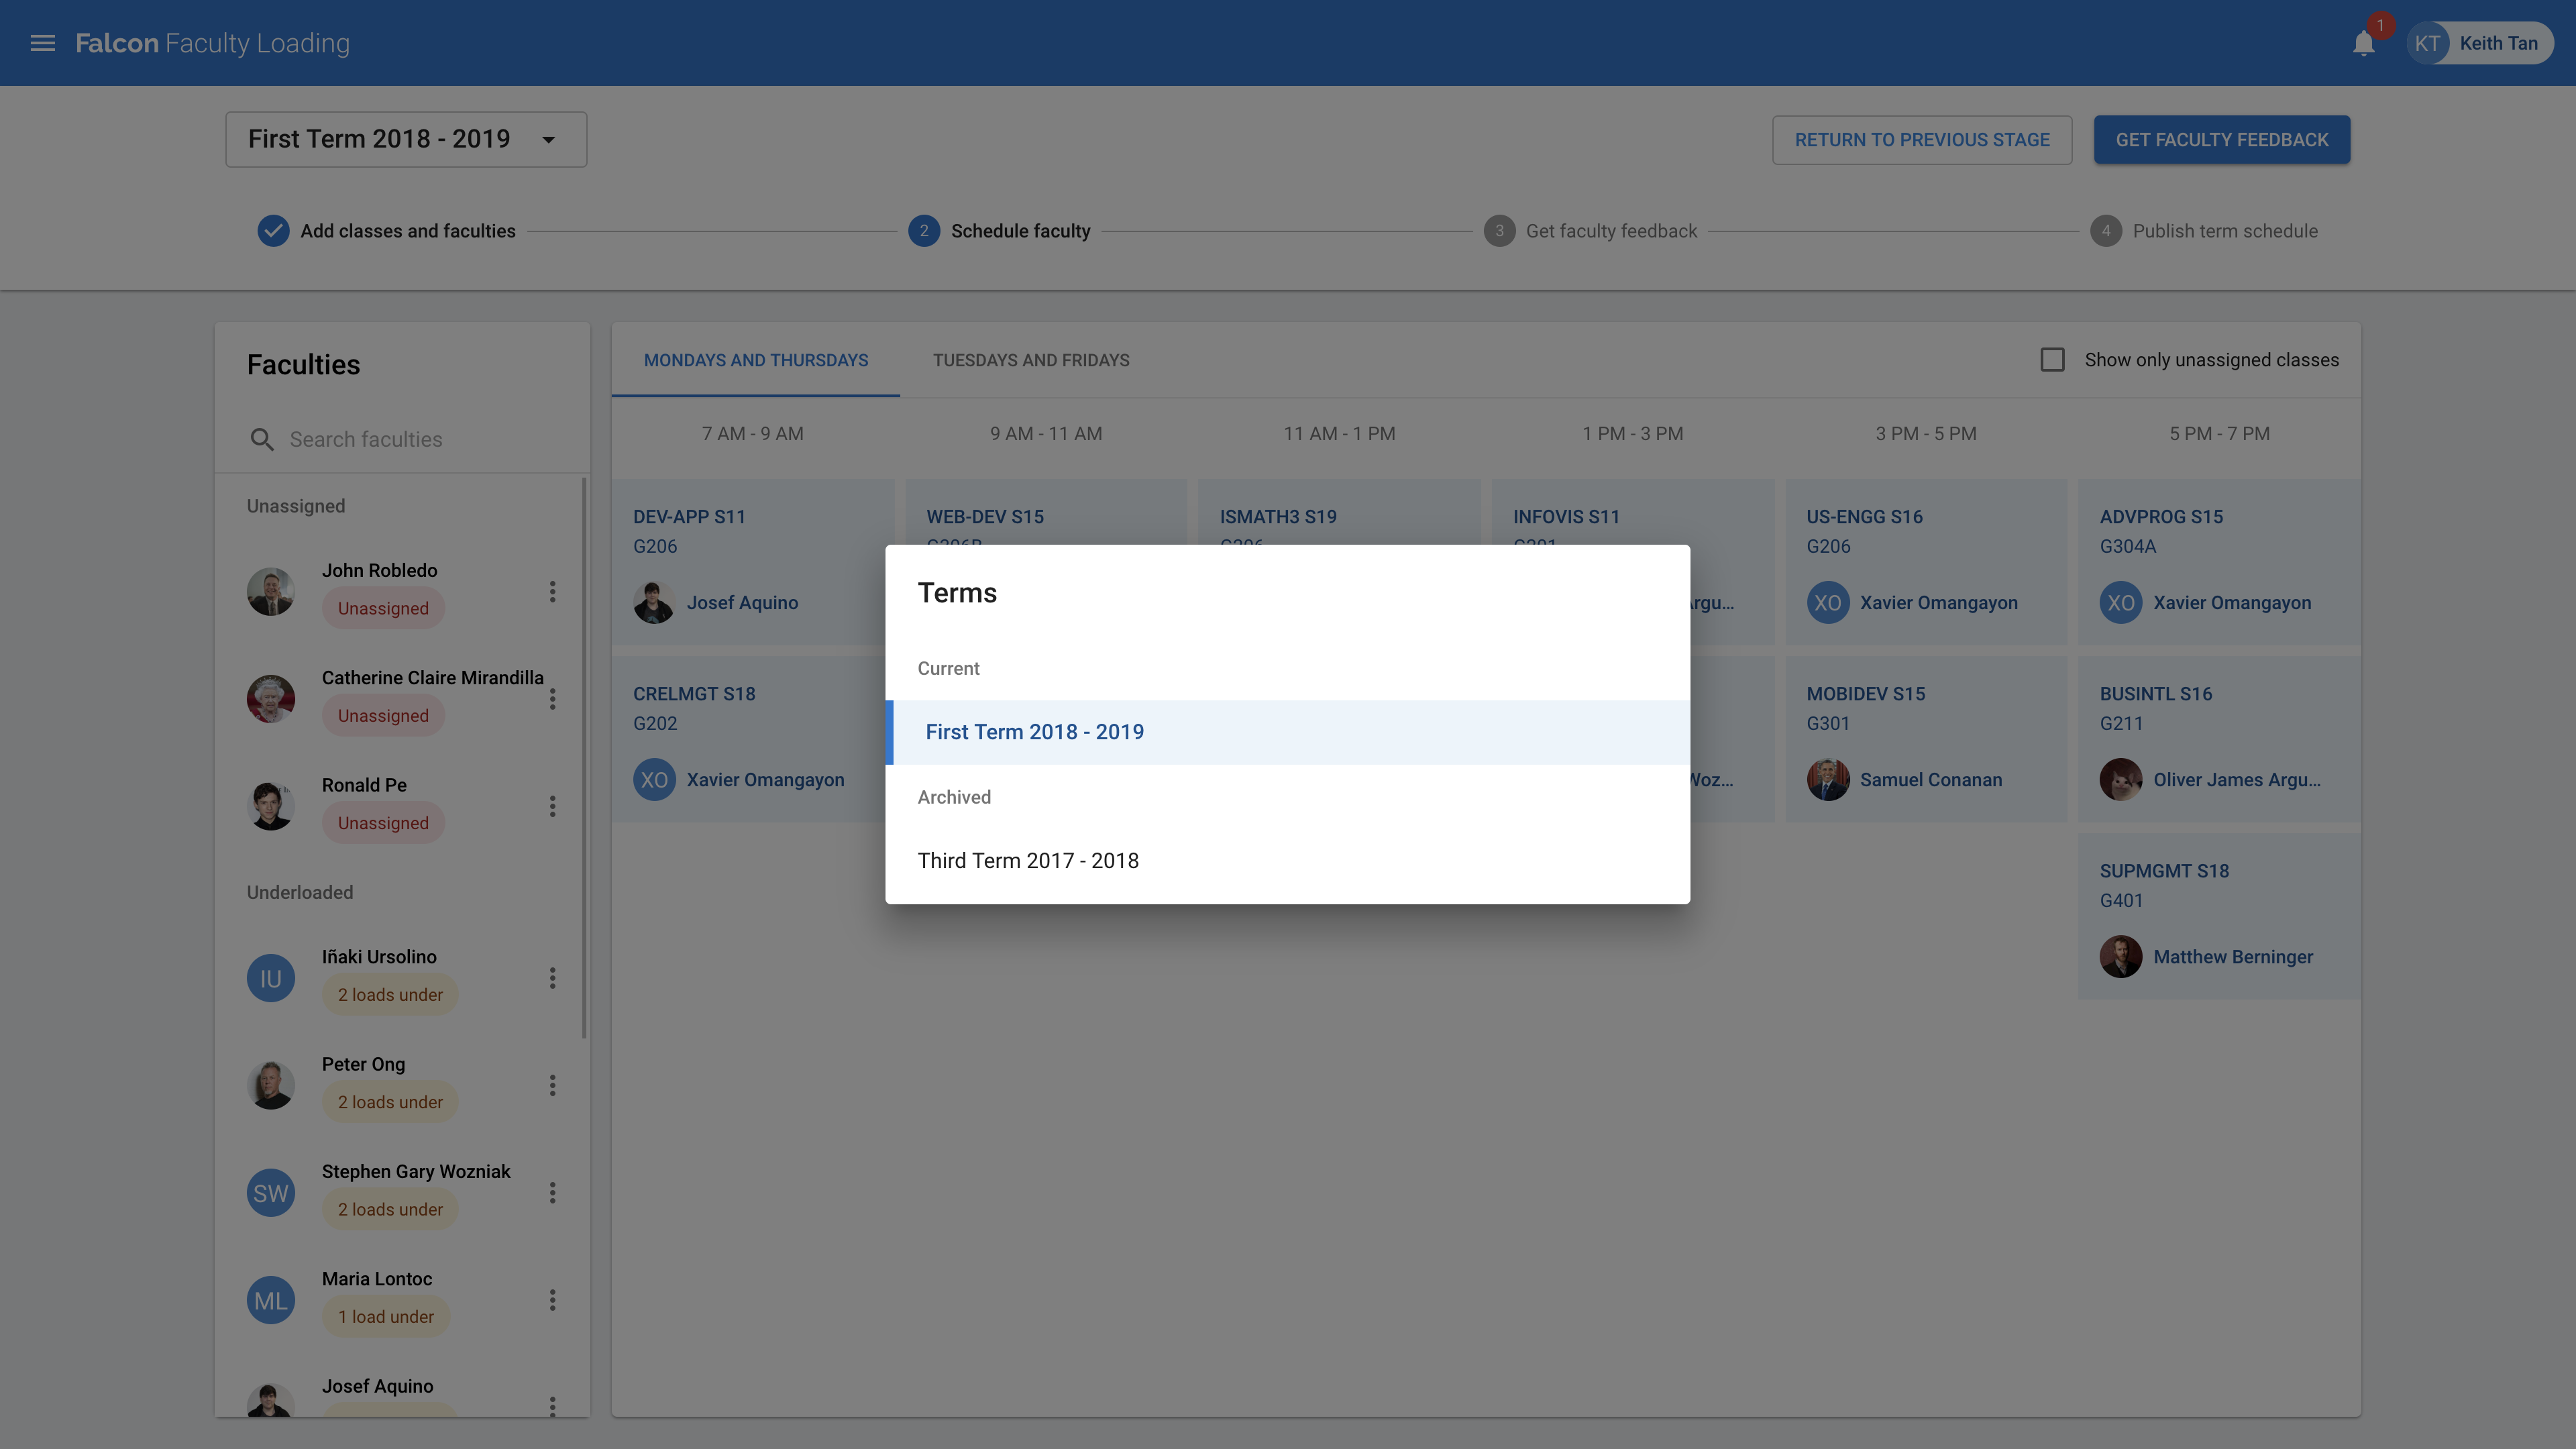 Falcon Faculty Loading
1
KT
Keith Tan
First Term 2018 - 2019
RETURN TO PREVIOUS STAGE
GET FACULTY FEEDBACK
Add classes and faculties
2
Schedule faculty
3
Get faculty feedback
4
Publish term schedule
Faculties
Search faculties
Unassigned
John Robledo
Unassigned
Catherine Claire Mirandilla
Unassigned
Ronald Pe
Unassigned
Underloaded
IU
Iñaki Ursolino
2 loads under
Peter Ong
2 loads under
SW
Stephen Gary Wozniak
2 loads under
ML
Maria Lontoc
1 load under
Josef Aquino
MONDAYS AND THURSDAYS
TUESDAYS AND FRIDAYS
Show only unassigned classes
7 AM - 9 AM
9 AM - 11 AM
11 AM - 1 PM
1 PM - 3 PM
3 PM - 5 PM
5 PM - 7 PM
DEV-APP S11
G206
Josef Aquino
CRELMGT S18
G202
XO
Xavier Omangayon
WEB-DEV S15
ISMATH3 S19
INFOVIS S11
US-ENGG S16
G206
XO
Xavier Omangayon
MOBIDEV S15
G301
Samuel Conanan
ADVPROG S15
G304A
XO
Xavier Omangayon
BUSINTL S16
G211
Oliver James Argu...
SUPMGMT S18
G401
Matthew Berninger
Terms
Current
First Term 2018 - 2019
Archived
Third Term 2017 - 2018